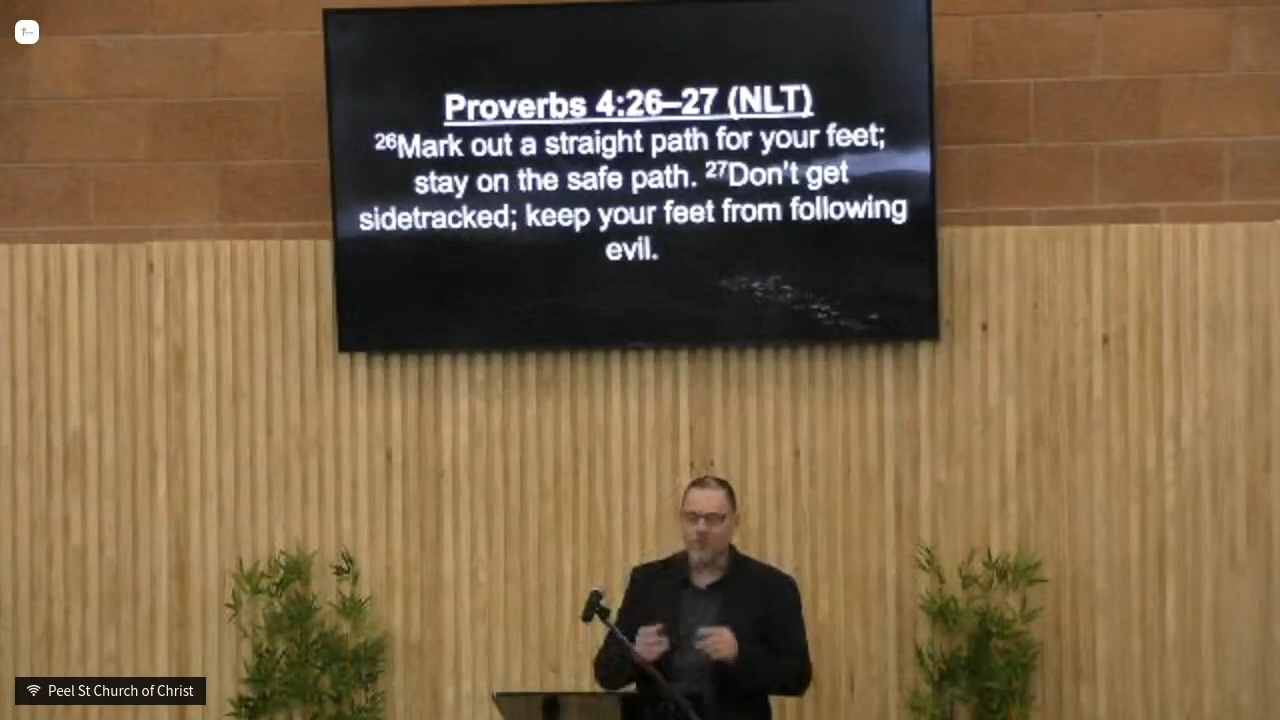 Proverbs 4:26–27 (NLT)
²⁶Mark out a straight path for your feet;
stay on the safe path. ²⁷Don't get
sidetracked; keep your feet from following
evil.
Peel St Church of Christ